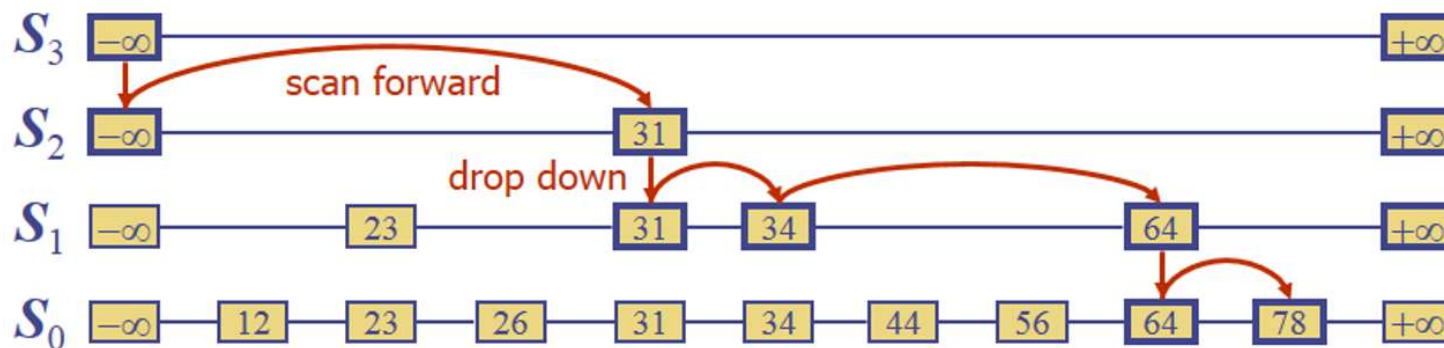 S3 −∞ +∞
scan forward
S2 −∞ 31 +∞
drop down
S1 −∞ 23 31 34 64 +∞
S0 −∞ 12 23 26 31 34 44 56 64 78 +∞